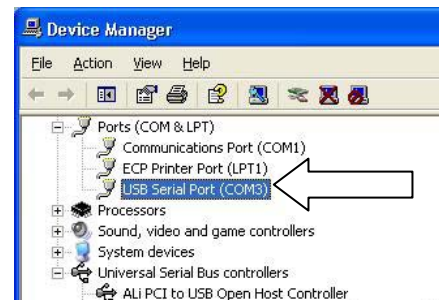 Device Manager
File Action View Help
Ports (COM & LPT)
Communications Port (COM1)
ECP Printer Port (LPT1)
USB Serial Port (COM3)
Processors
Sound, video and game controllers
System devices
Universal Serial Bus controllers
ALi PCI to USB Open Host Controller